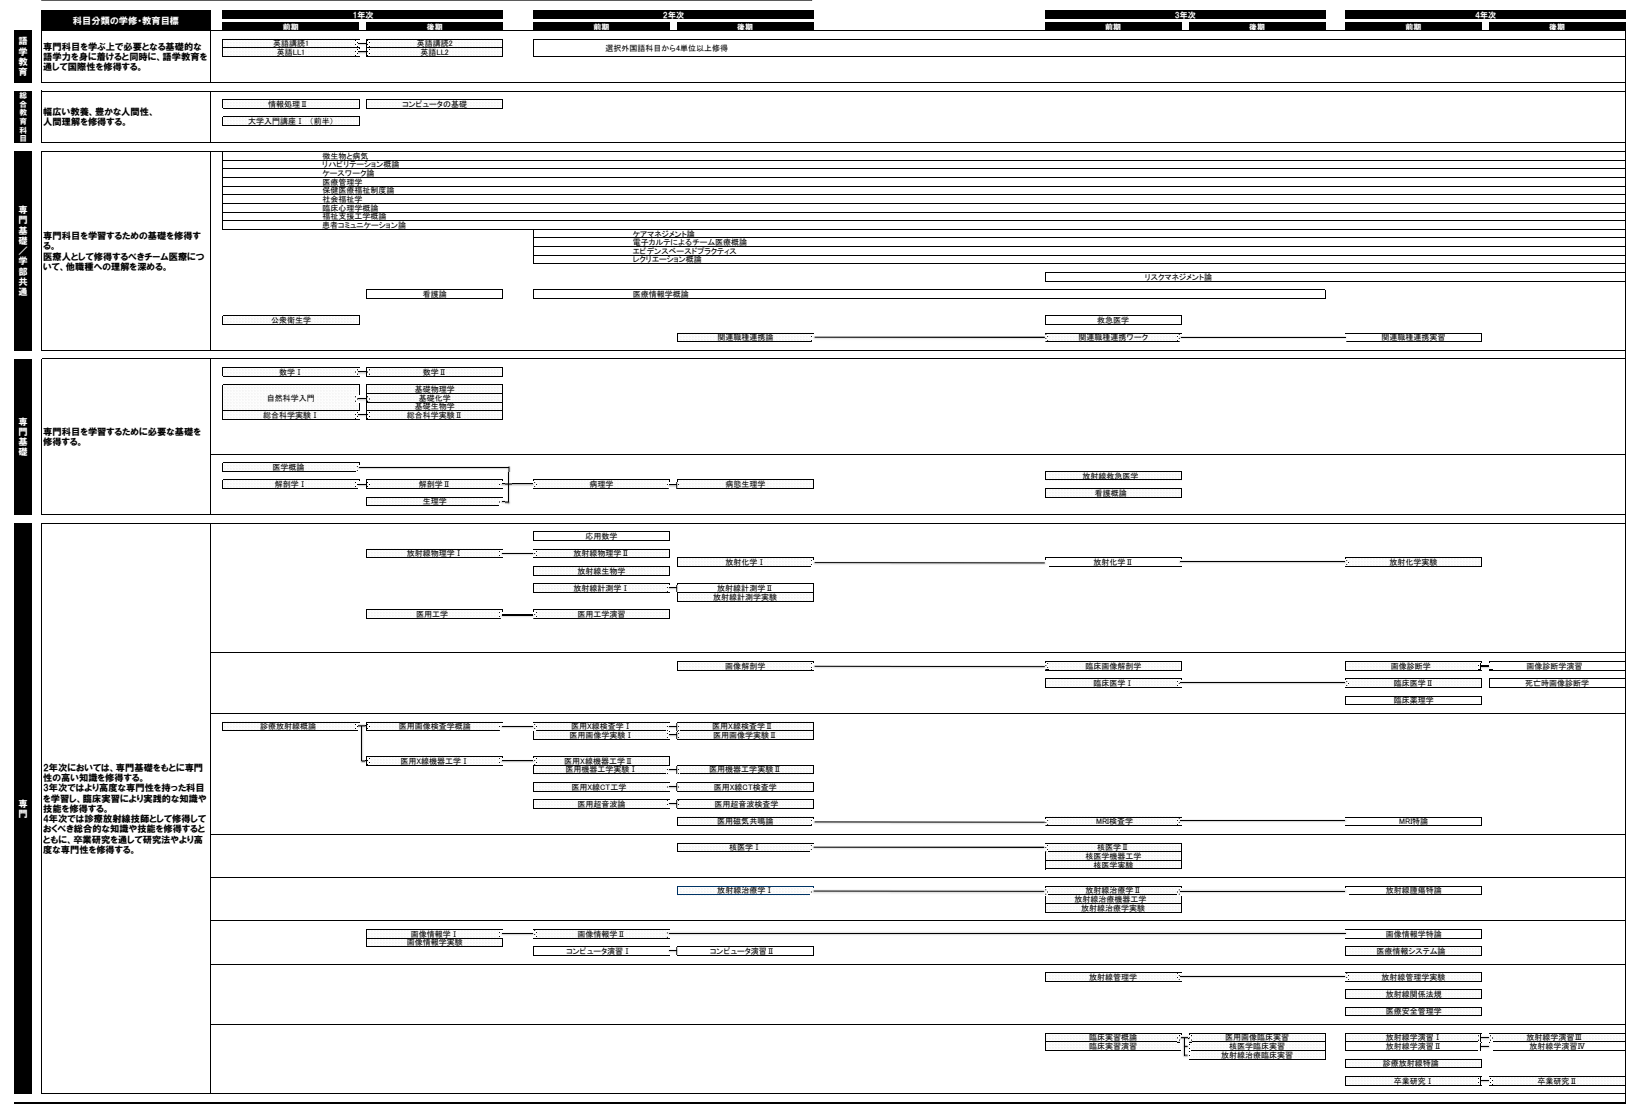 科目分類の学修・教育目標
1年次
2年次
3年次
4年次
前期
後期
前期
後期
前期
後期
前期
後期
語学教育
専門科目を学ぶ上で必要となる基礎的な
語学力を身に着けると同時に、語学教育を
通して国際性を修得する。
英語講読1
英語講読2
英語LL1
英語LL2
選択外国語科目から4単位以上修得
総合教育科目
幅広い教養、豊かな人間性、
人間理解を修得する。
情報処理Ⅱ
コンピュータの基礎
大学入門講座Ⅰ（前半）
専門基礎／学部共通
専門科目を学習するための基礎を修得す
る。
医療人として修得するべきチーム医療につ
いて、他職種への理解を深める。
微生物と病気
リハビリテーション概論
ケースワーク論
医療管理学
保健医療福祉制度論
社会福祉学
臨床心理学概論
福祉支援工学概論
患者コミュニケーション論
ケアマネジメント論
電子カルテによるチーム医療概論
エビデンスベースドプラクティス
レクリエーション概論
リスクマネジメント論
看護論
医療情報学概論
公衆衛生学
救急医学
関連職種連携論
関連職種連携ワーク
関連職種連携実習
専門基礎
専門科目を学習するために必要な基礎を
修得する。
数学Ⅰ
数学Ⅱ
自然科学入門
基礎物理学
基礎化学
基礎生物学
総合科学実験Ⅰ
総合科学実験Ⅱ
医学概論
解剖学Ⅰ
解剖学Ⅱ
生理学
病理学
病態生理学
放射線救急医学
看護概論
専門
2年次においては、専門基礎をもとに専門
性の高い知識を修得する。
3年次ではより高度な専門性を持った科目
を学習し、臨床実習により実践的な知識や
技能を修得する。
4年次では診療放射線技師として修得して
おくべき総合的な知識や技能を修得すると
ともに、卒業研究を通して研究法やより高
度な専門性を修得する。
応用数学
放射線物理学Ⅰ
放射線物理学Ⅱ
放射化学Ⅰ
放射化学Ⅱ
放射化学実験
放射線生物学
放射線計測学Ⅰ
放射線計測学Ⅱ
放射線計測学実験
医用工学
医用工学演習
画像解剖学
臨床画像解剖学
画像診断学
画像診断学演習
臨床医学Ⅰ
臨床医学Ⅱ
死亡時画像診断学
臨床薬理学
診療放射線概論
医用画像検査学概論
医用X線検査学Ⅰ
医用X線検査学Ⅱ
医用画像学実験Ⅰ
医用画像学実験Ⅱ
医用X線機器工学Ⅰ
医用X線機器工学Ⅱ
医用機器工学実験Ⅰ
医用機器工学実験Ⅱ
医用X線CT工学
医用X線CT検査学
医用超音波論
医用超音波検査学
医用磁気共鳴論
MRI検査学
MRI特論
核医学Ⅰ
核医学Ⅱ
核医学機器工学
核医学実験
放射線治療学Ⅰ
放射線治療学Ⅱ
放射線腫瘍特論
放射線治療機器工学
放射線治療学実験
画像情報学Ⅰ
画像情報学Ⅱ
画像情報学特論
画像情報学実験
コンピュータ演習Ⅰ
コンピュータ演習Ⅱ
医療情報システム論
放射線管理学
放射線管理学実験
放射線関係法規
医療安全管理学
臨床実習概論
医用画像臨床実習
放射線学演習Ⅰ
放射線学演習Ⅲ
臨床実習演習
核医学臨床実習
放射線学演習Ⅱ
放射線学演習Ⅳ
放射線治療臨床実習
診療放射線特論
卒業研究Ⅰ
卒業研究Ⅱ